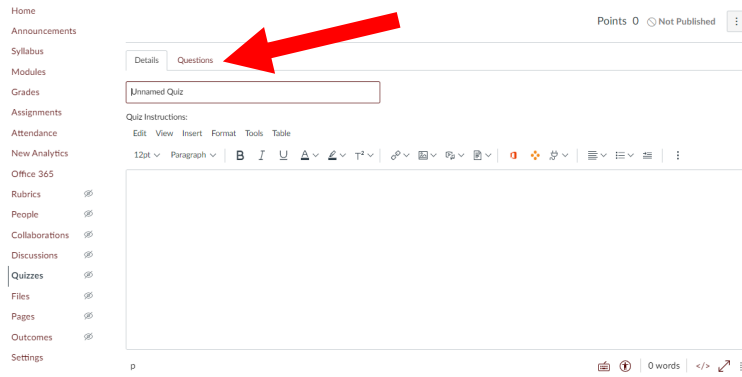 Home
Announcements
Syllabus
Modules
Grades
Assignments
Attendance
New Analytics
Office 365
Rubrics
People
Collaborations
Discussions
Quizzes
Files
Pages
Outcomes
Settings
Points 0 Not Published
Details Questions
Unnamed Quiz
Quiz Instructions:
Edit View Insert Format Tools Table
12pt Paragraph B I U A T²
p 0 words </>